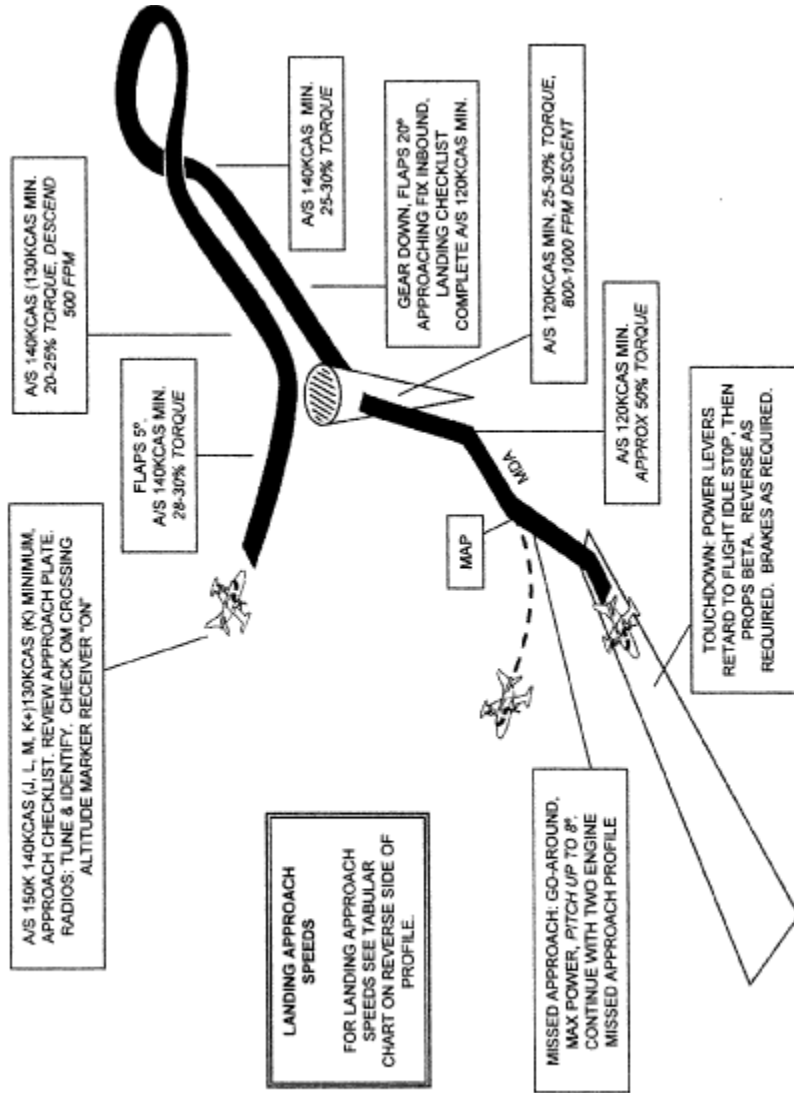 A/S 150K 140KCAS (J, L, M, K+)130KCAS (K) MINIMUM,
APPROACH CHECKLIST. REVIEW APPROACH PLATE.
RADIOS: TUNE & IDENTIFY. CHECK OM CROSSING
ALTITUDE MARKER RECEIVER "ON"
FLAPS 5º.
A/S 140KCAS MIN.
28-30% TORQUE
A/S 140KCAS (130KCAS MIN.
20-25% TORQUE, DESCEND
500 FPM
A/S 140KCAS MIN.
25-30% TORQUE
GEAR DOWN, FLAPS 20º
APPROACHING FIX INBOUND,
LANDING CHECKLIST
COMPLETE A/S 120KCAS MIN.
A/S 120KCAS MIN, 25-30% TORQUE,
800-1000 FPM DESCENT
A/S 120KCAS MIN.
APPROX 50% TORQUE
MDA
MAP
LANDING APPROACH
SPEEDS
FOR LANDING APPROACH
SPEEDS SEE TABULAR
CHART ON REVERSE SIDE OF
PROFILE.
MISSED APPROACH: GO-AROUND,
MAX POWER, PITCH UP TO 8º.
CONTINUE WITH TWO ENGINE
MISSED APPROACH PROFILE
TOUCHDOWN: POWER LEVERS
RETARD TO FLIGHT IDLE STOP, THEN
PROPS BETA. REVERSE AS
REQUIRED. BRAKES AS REQUIRED.